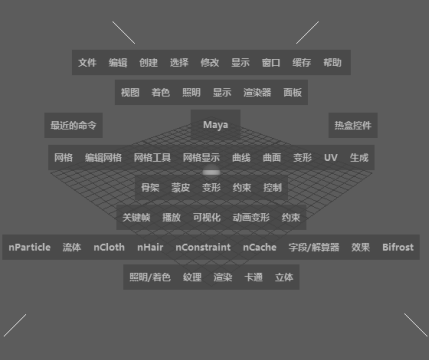 文件 编辑 创建 选择 修改 显示 窗口 缓存 帮助
视图 着色 照明 显示 渲染器 面板
最近的命令 Maya 热盒控件
网格 编辑网格 网格工具 网格显示 曲线 曲面 变形 UV 生成
骨架 蒙皮 变形 约束 控制
关键帧 播放 可视化 动画变形 约束
nParticle 流体 nCloth nHair nConstraint nCache 字段/解算器 效果 Bifrost
照明/着色 纹理 渲染 卡通 立体